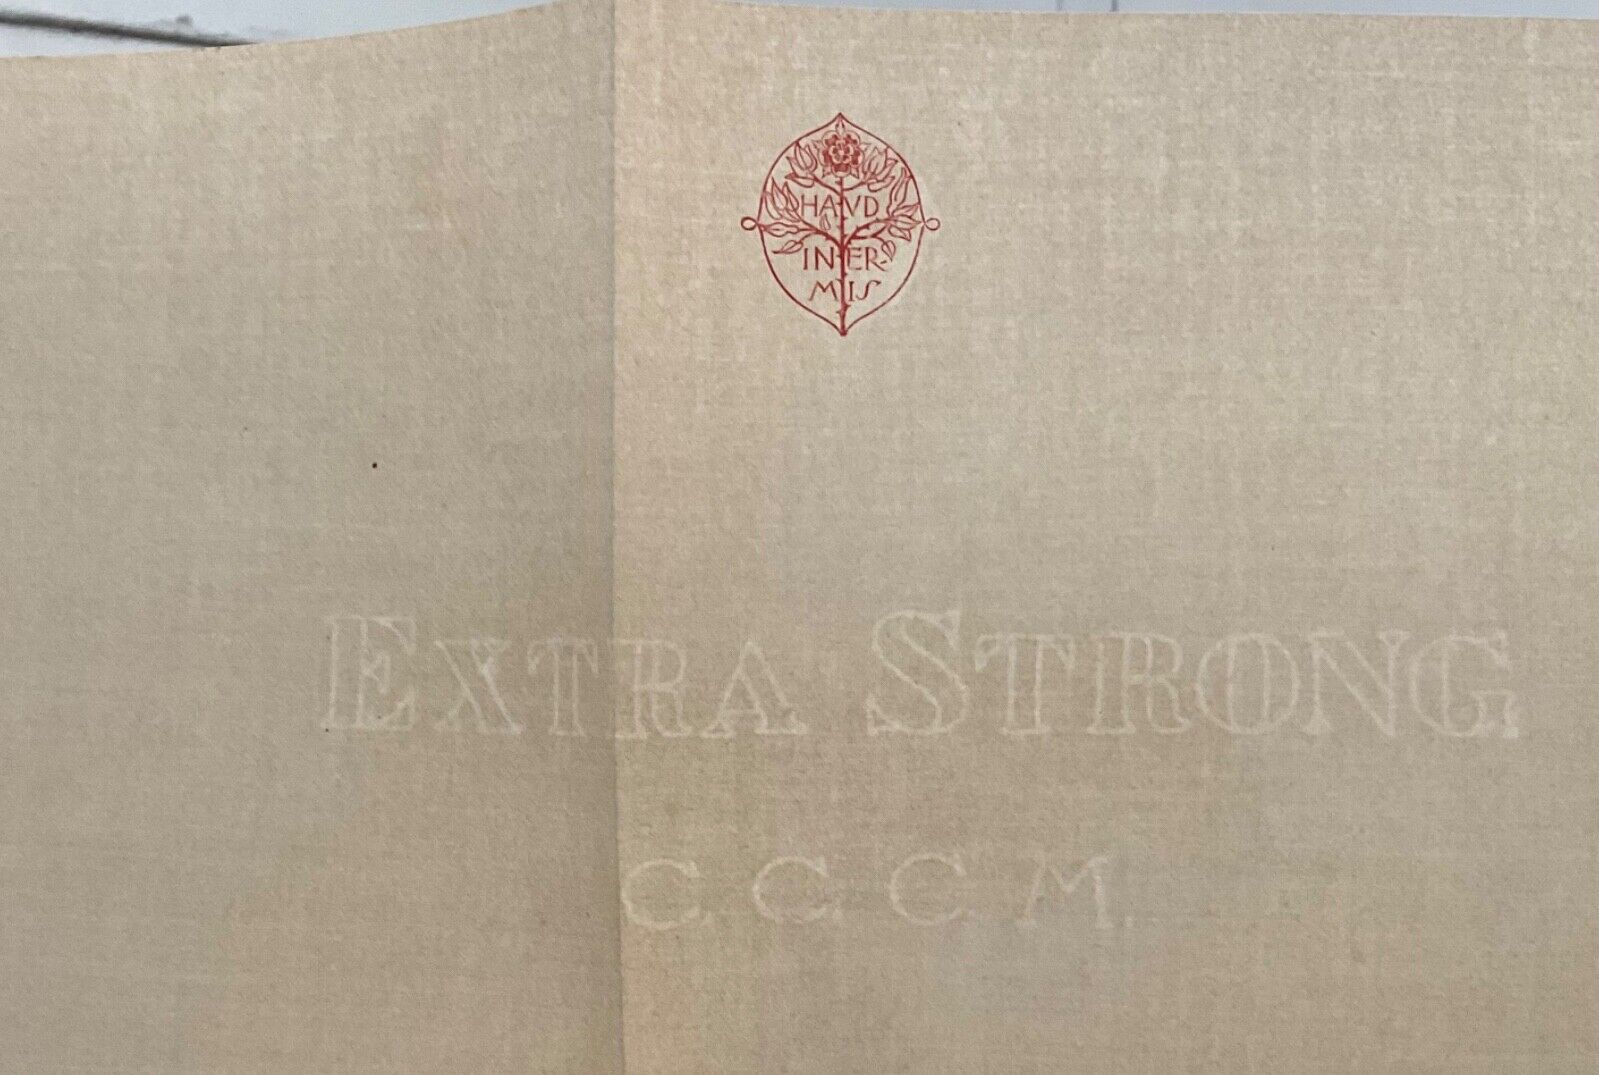 HAVD
INER-
MIS
EXTRA STRONG.
C.C.C.M.